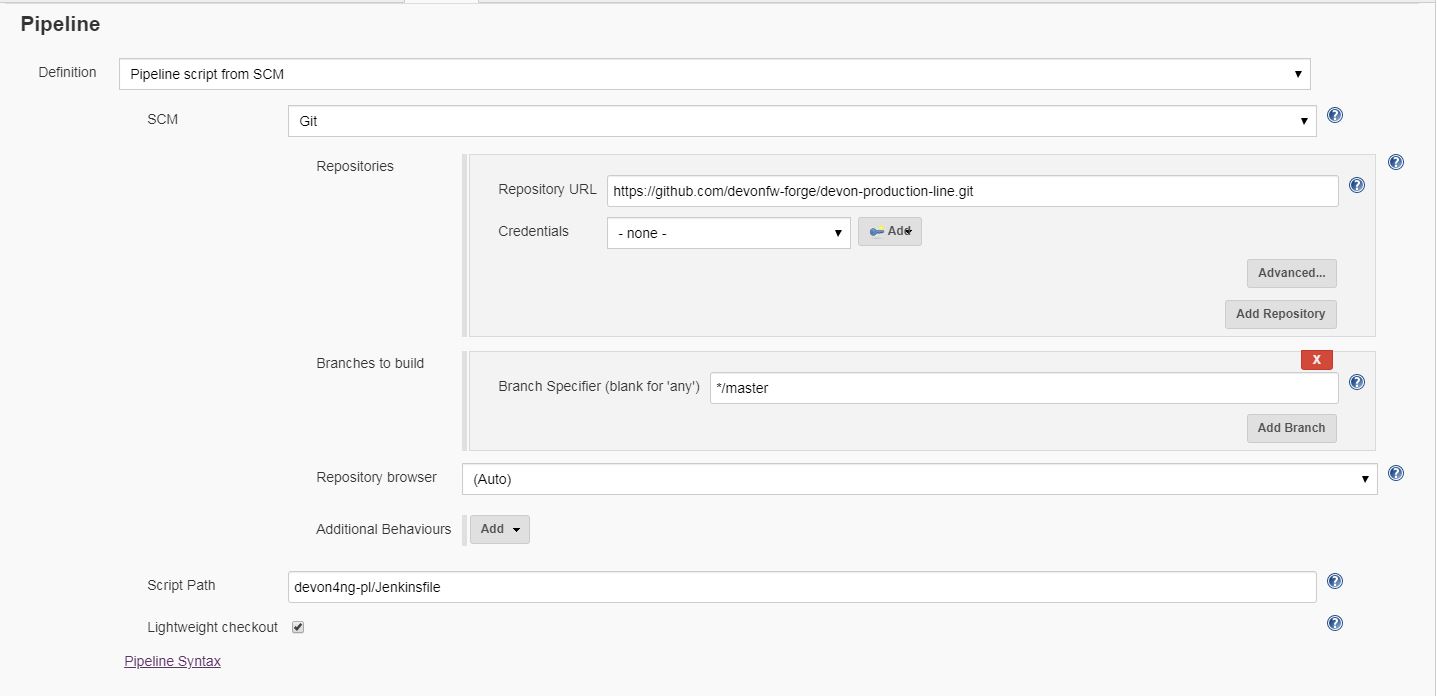 Pipeline
Definition
Pipeline script from SCM
SCM
Git
Repositories
Repository URL
https://github.com/devonfw-forge/devon-production-line.git
Credentials
- none -
Add
Advanced...
Add Repository
Branches to build
X
Branch Specifier (blank for 'any')
*/master
Add Branch
Repository browser
(Auto)
Additional Behaviours
Add
Script Path
devon4ng-pl/Jenkinsfile
Lightweight checkout
Pipeline Syntax